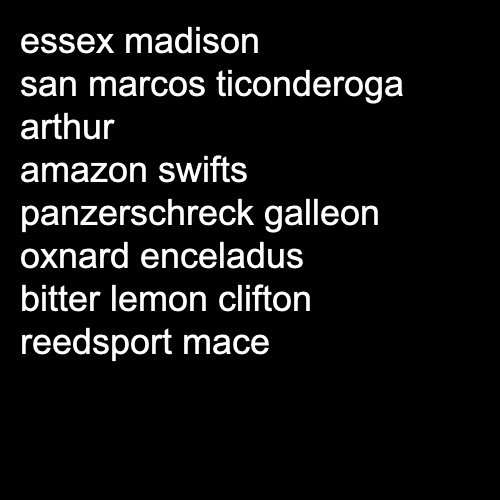 essex madison
san marcos ticonderoga
arthur
amazon swifts
panzerschreck galleon
oxnard enceladus
bitter lemon clifton
reedsport mace